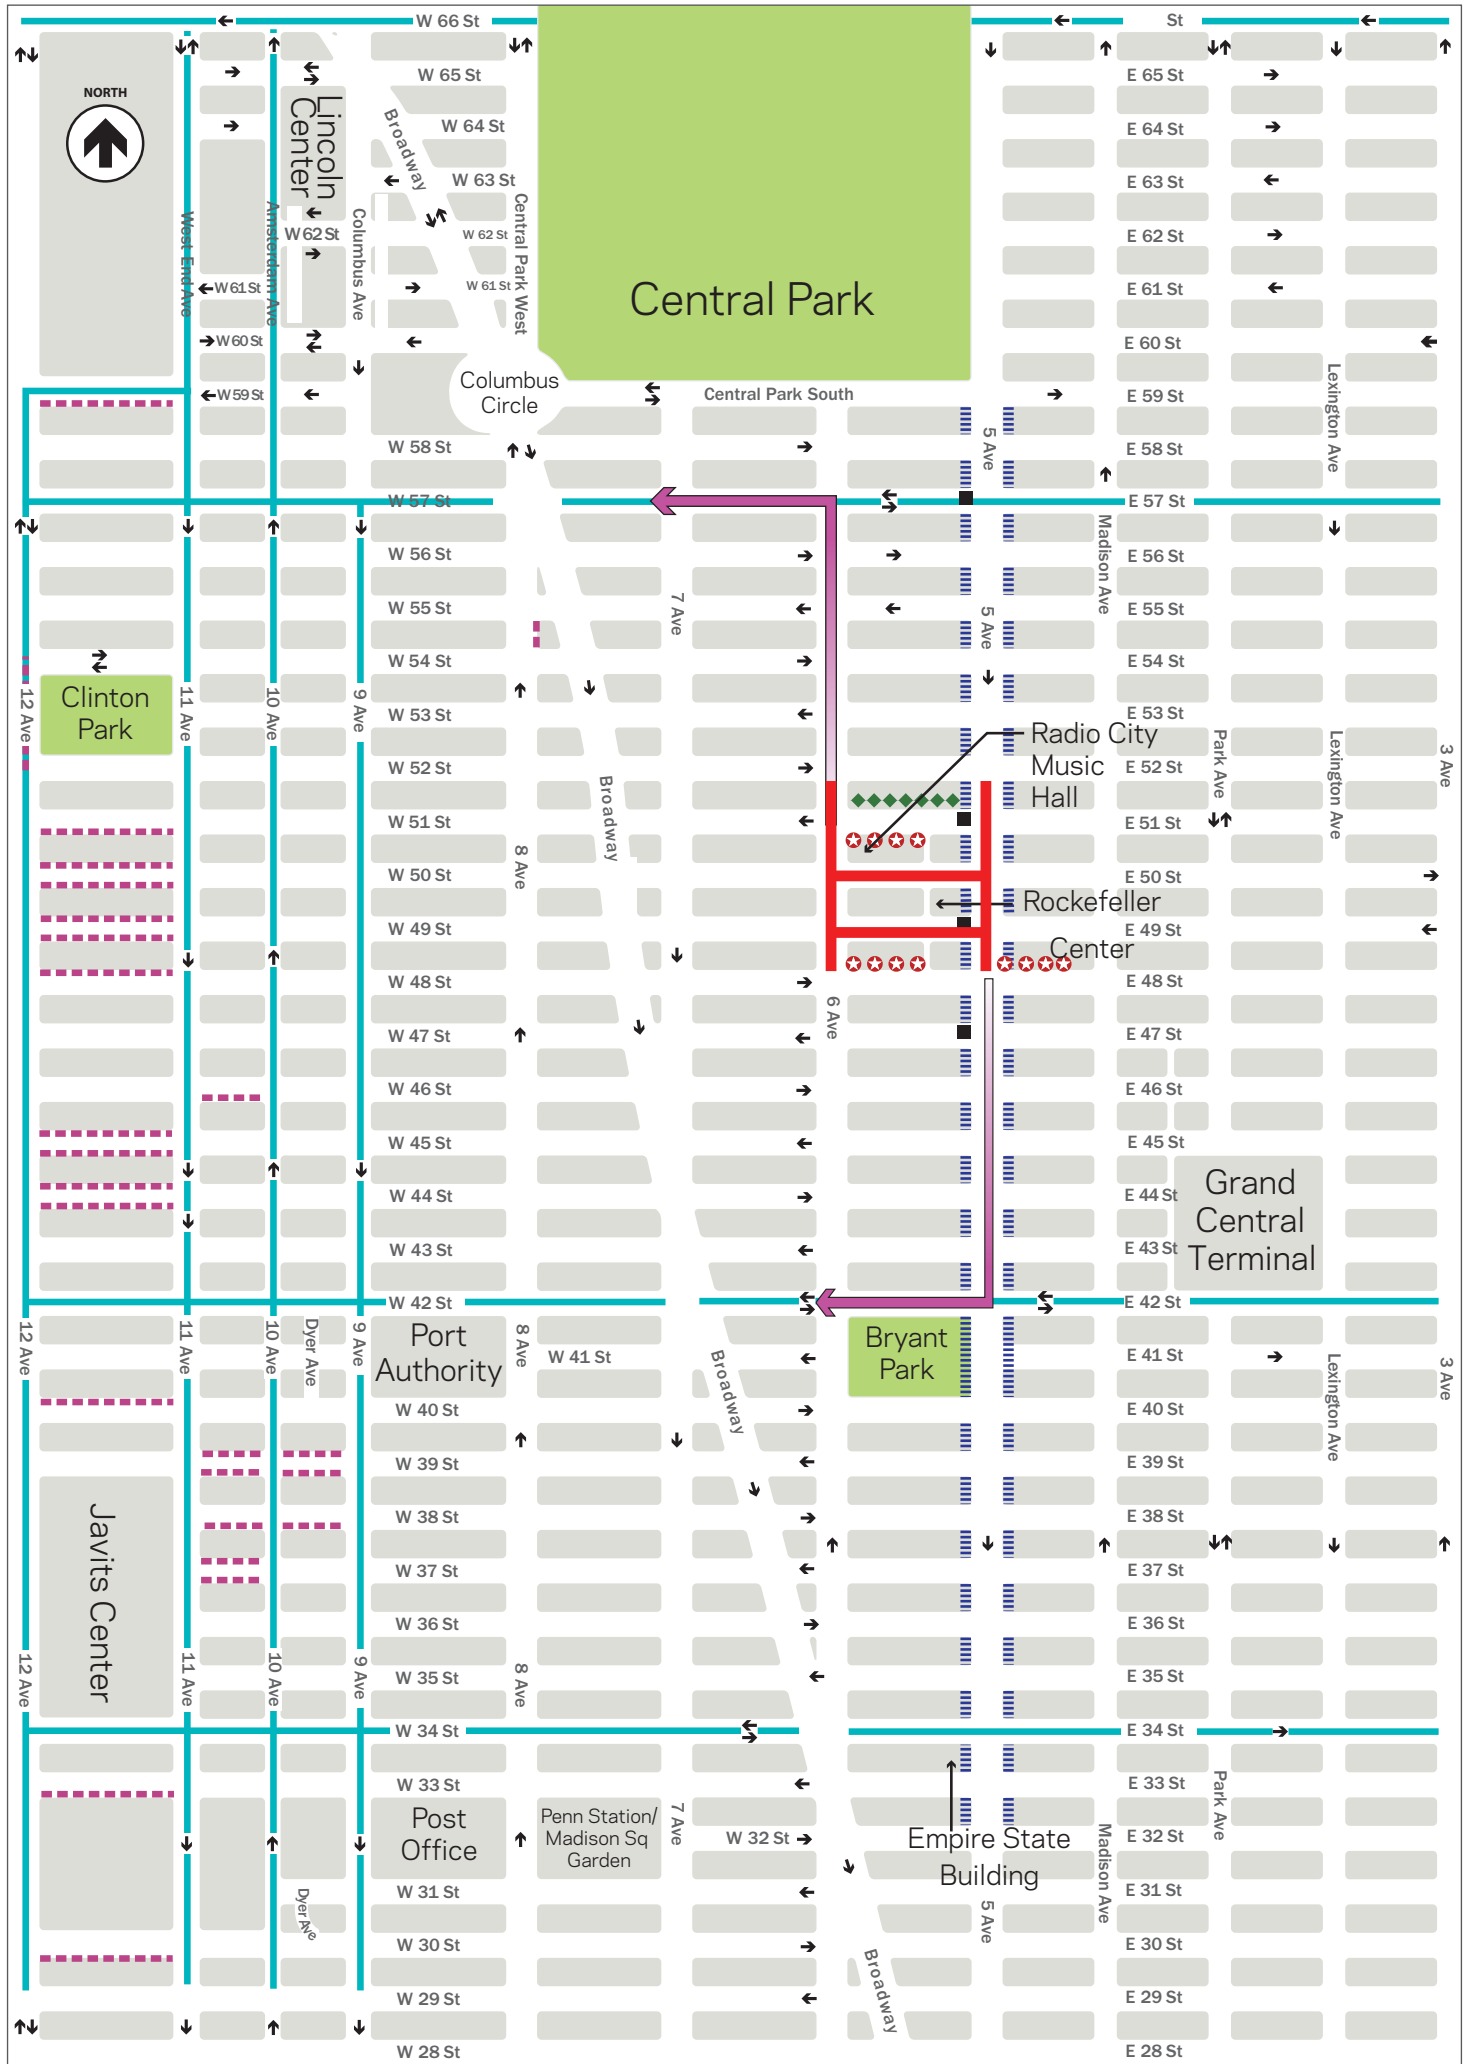 W 66 St
St
W 65 St
E 65 St
NORTH
Lincoln
Center
Broadway
W 64 St
E 64 St
W 63 St
E 63 St
West End Ave
Amsterdam Ave
Columbus Ave
Central Park West
W 62 St
W 62 St
E 62 St
W 61 St
W 61 St
E 61 St
Central Park
W 60 St
E 60 St
Columbus
Circle
W 59 St
Central Park South
E 59 St
Lexington Ave
W 58 St
5 Ave
E 58 St
W 57 St
E 57 St
W 56 St
Madison Ave
E 56 St
W 55 St
7 Ave
5 Ave
E 55 St
W 54 St
E 54 St
12 Ave
Clinton
Park
11 Ave
10 Ave
9 Ave
W 53 St
E 53 St
Radio City
Music
Hall
Park Ave
Lexington Ave
3 Ave
W 52 St
E 52 St
Broadway
W 51 St
E 51 St
8 Ave
W 50 St
E 50 St
Rockefeller
Center
W 49 St
E 49 St
W 48 St
E 48 St
6 Ave
W 47 St
E 47 St
W 46 St
E 46 St
W 45 St
E 45 St
W 44 St
E 44 St
Grand
Central
Terminal
W 43 St
E 43 St
W 42 St
E 42 St
12 Ave
11 Ave
10 Ave
Dyer Ave
9 Ave
Port
Authority
8 Ave
W 41 St
Broadway
Bryant
Park
E 41 St
Lexington Ave
3 Ave
W 40 St
E 40 St
W 39 St
E 39 St
Javits Center
W 38 St
E 38 St
W 37 St
E 37 St
W 36 St
E 36 St
12 Ave
11 Ave
10 Ave
9 Ave
W 35 St
8 Ave
E 35 St
W 34 St
E 34 St
W 33 St
E 33 St
Post
Office
Penn Station/
Madison Sq
Garden
7 Ave
W 32 St
Empire State
Building
Madison Ave
E 32 St
Park Ave
Dyer Ave
W 31 St
5 Ave
E 31 St
W 30 St
E 30 St
Broadway
W 29 St
E 29 St
W 28 St
E 28 St